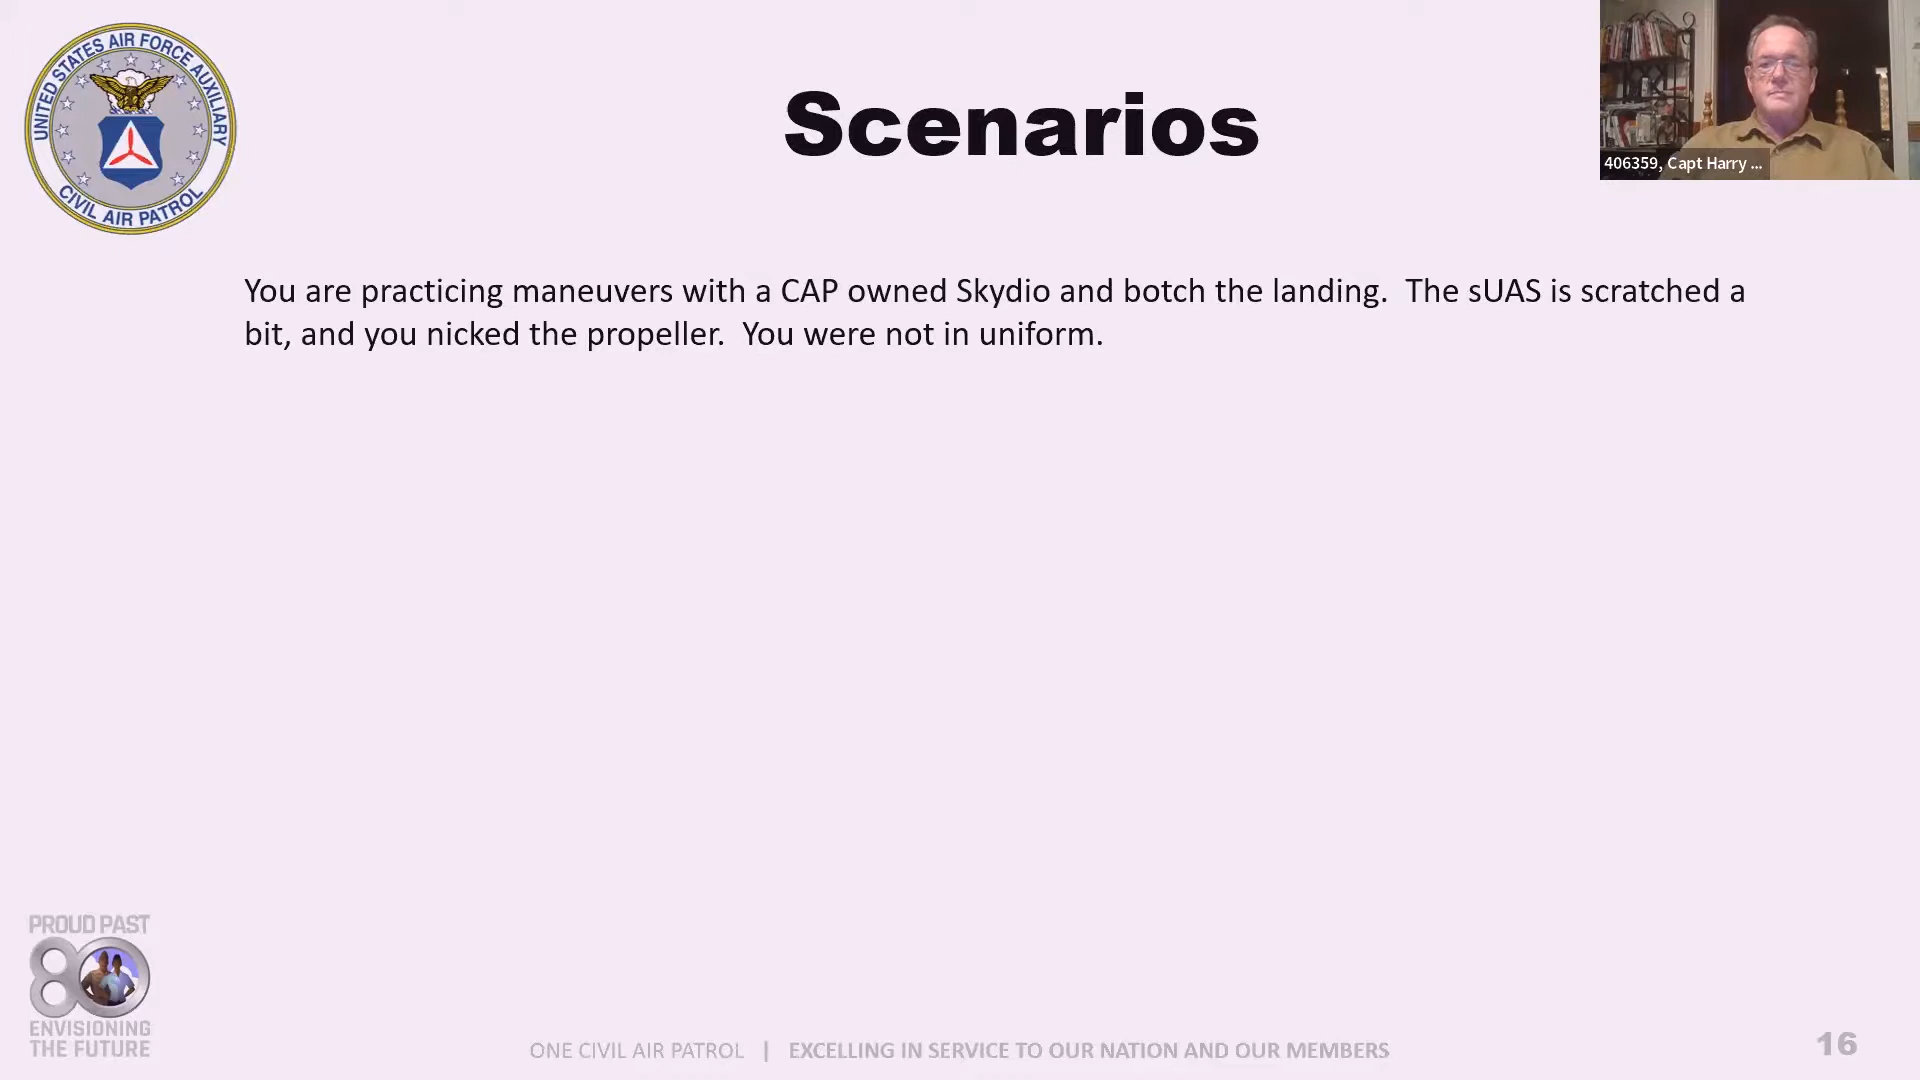 UNITED STATES AIR FORCE AUXILIARY
CIVIL AIR PATROL
Scenarios
406359, Capt Harry ...
You are practicing maneuvers with a CAP owned Skydio and botch the landing.  The sUAS is scratched a
bit, and you nicked the propeller.  You were not in uniform.
PROUD PAST
80
ENVISIONING
THE FUTURE
ONE CIVIL AIR PATROL | EXCELLING IN SERVICE TO OUR NATION AND OUR MEMBERS
16